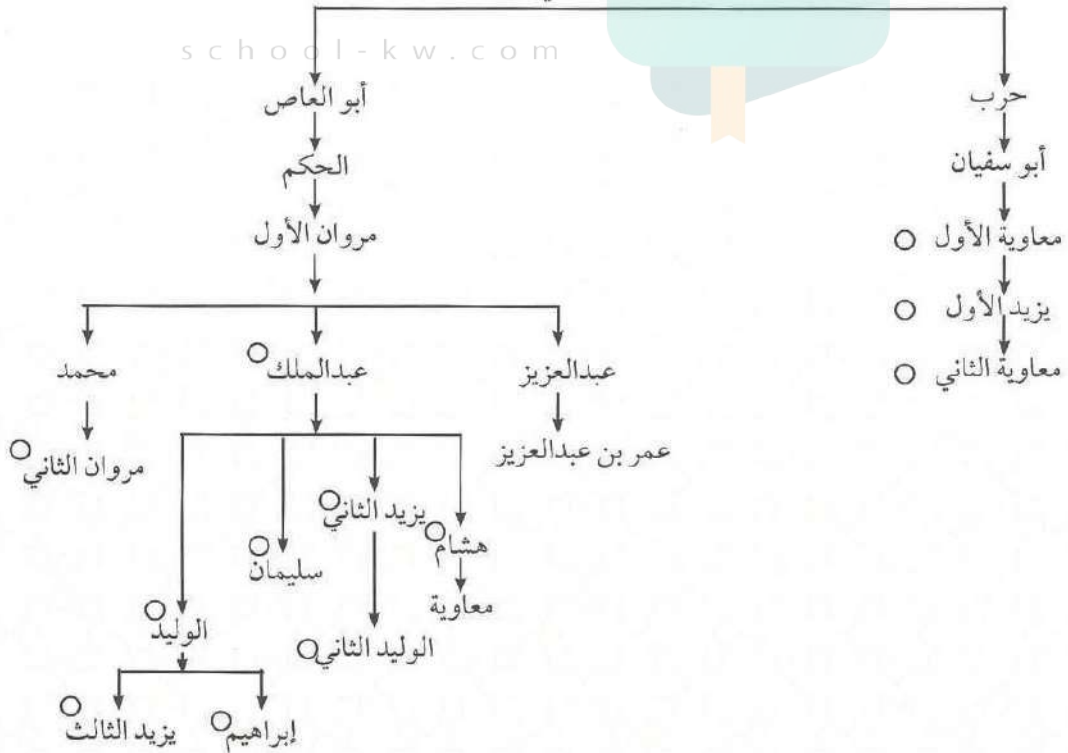 school-kw.com
حرب
أبو العاص
أبو سفيان
الحكم
معاوية الأول
مروان الأول
يزيد الأول
معاوية الثاني
عبدالعزيز
عبدالملك
محمد
عمر بن عبدالعزيز
مروان الثاني
هشام
يزيد الثاني
سليمان
الوليد
معاوية
الوليد الثاني
إبراهيم
يزيد الثالث